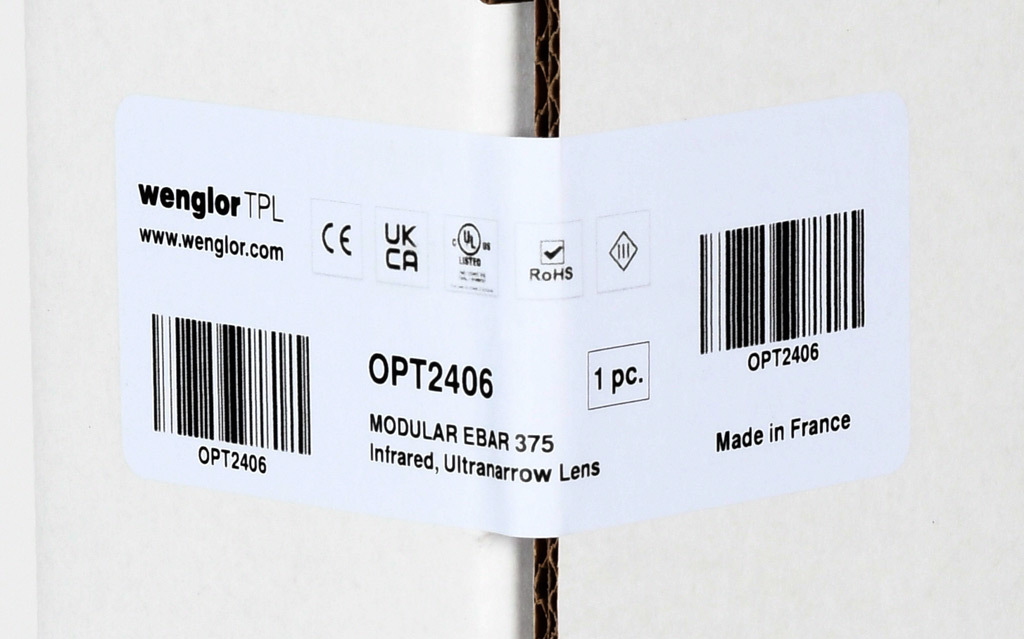 wenglor TPL
www.wenglor.com
CE
UK
CA
C UL US
LISTED
RoHS
OPT2406
OPT2406
MODULAR EBAR 375
Infrared, Ultranarrow Lens
1 pc.
OPT2406
Made in France